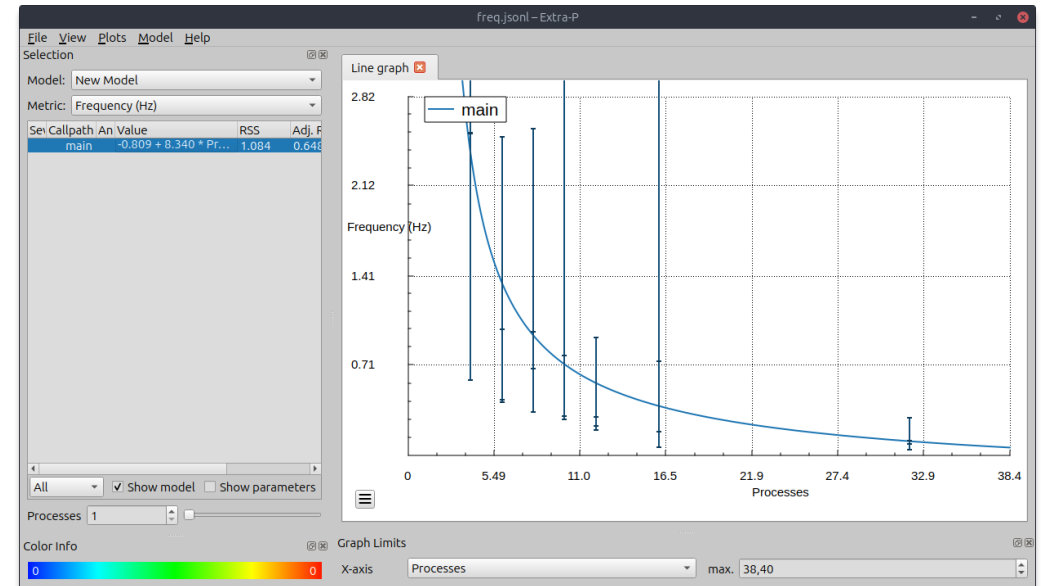 freq.jsonl – Extra-P
File View Plots Model Help
Selection
Model: New Model
Metric: Frequency (Hz)
Sev Callpath An Value RSS Adj. R
main -0.809 + 8.340 * Pr... 1.084 0.648
All Show model Show parameters
Processes 1
Color Info
0 0
Line graph
main
2.82
2.12
Frequency (Hz)
1.41
0.71
0 5.49 11.0 16.5 21.9 27.4 32.9 38.4
Processes
Graph Limits
X-axis Processes max. 38,40